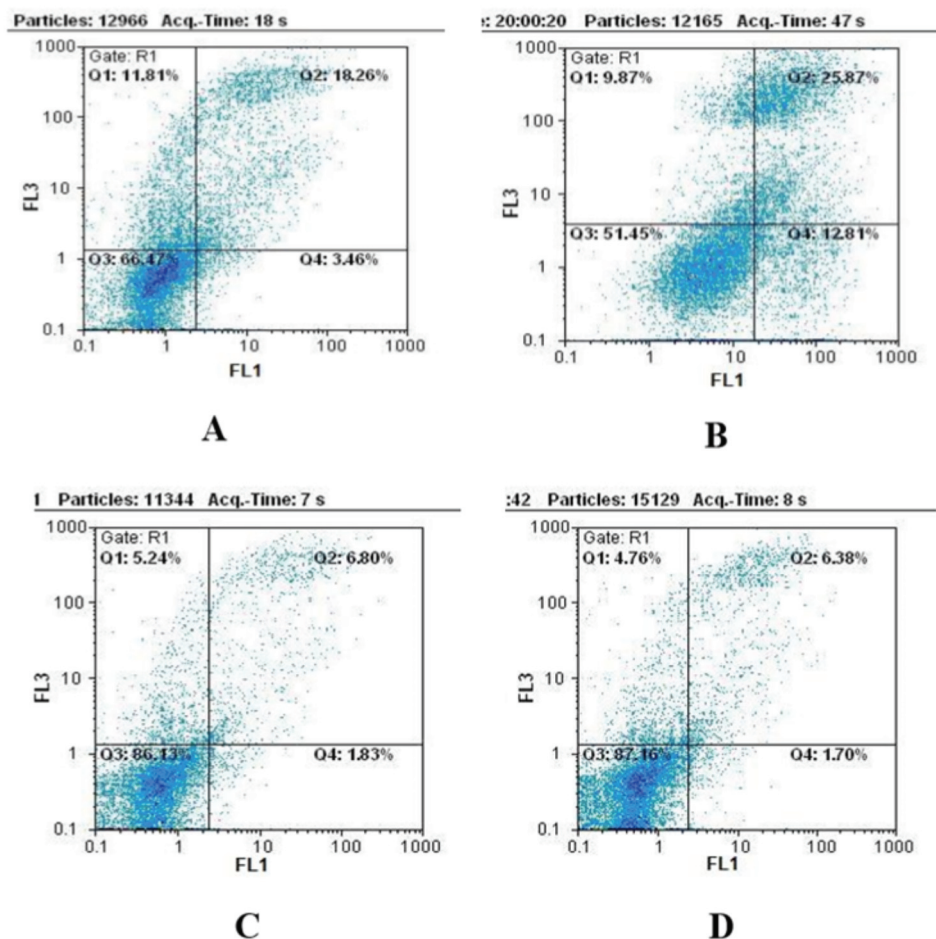 Particles: 12966 Acq.-Time: 18 s
1000
Gate: R1
Q1: 11.81% Q2: 18.26%
100
10
FL3
1
Q3: 66.47% Q4: 3.46%
0.1
0.1 1 10 100 1000
FL1
A
: 20:00:20 Particles: 12165 Acq.-Time: 47 s
1000
Gate: R1
Q1: 9.87% Q2: 25.87%
100
10
FL3
Q3: 51.45% Q4: 12.81%
1
0.1
0.1 1 10 100 1000
FL1
B
1 Particles: 11344 Acq.-Time: 7 s
1000
Gate: R1
Q1: 5.24% Q2: 6.80%
100
10
FL3
1
Q3: 86.13% Q4: 1.83%
0.1
0.1 1 10 100 1000
FL1
C
:42 Particles: 15129 Acq.-Time: 8 s
1000
Gate: R1
Q1: 4.76% Q2: 6.38%
100
10
FL3
1
Q3: 87.16% Q4: 1.70%
0.1
0.1 1 10 100 1000
FL1
D